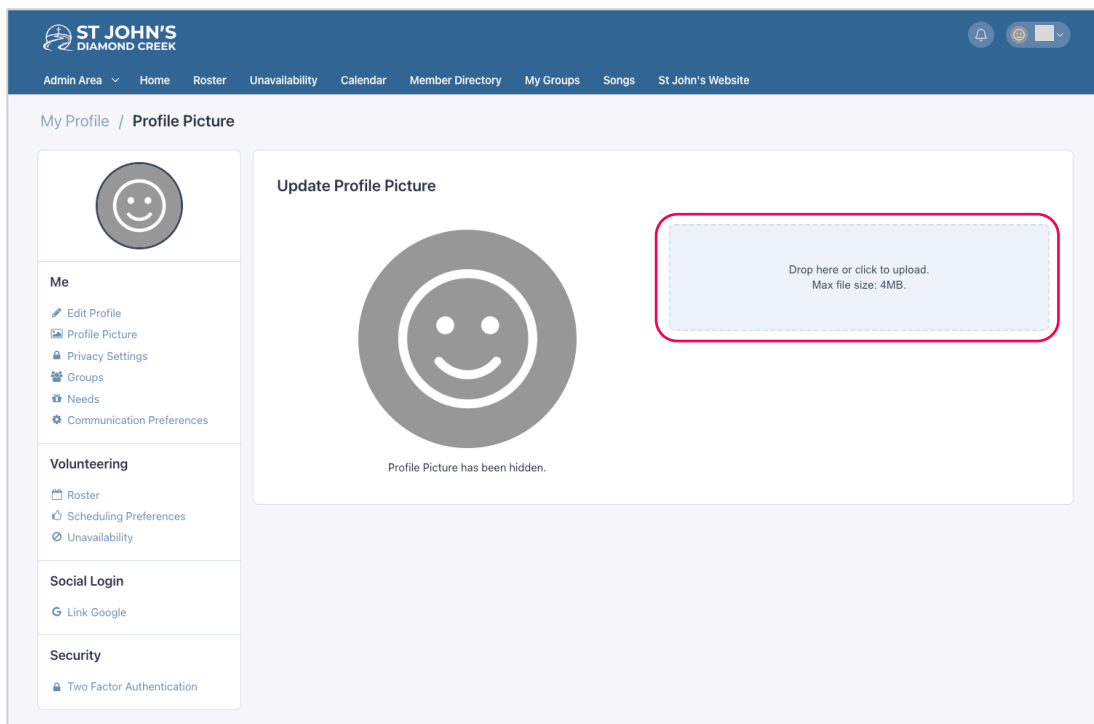 ST JOHN'S
DIAMOND CREEK
Admin Area Home Roster Unavailability Calendar Member Directory My Groups Songs St John's Website
My Profile / Profile Picture
Update Profile Picture
Drop here or click to upload.
Max file size: 4MB.
Profile Picture has been hidden.
Me
Edit Profile
Profile Picture
Privacy Settings
Groups
Needs
Communication Preferences
Volunteering
Roster
Scheduling Preferences
Unavailability
Social Login
G Link Google
Security
Two Factor Authentication